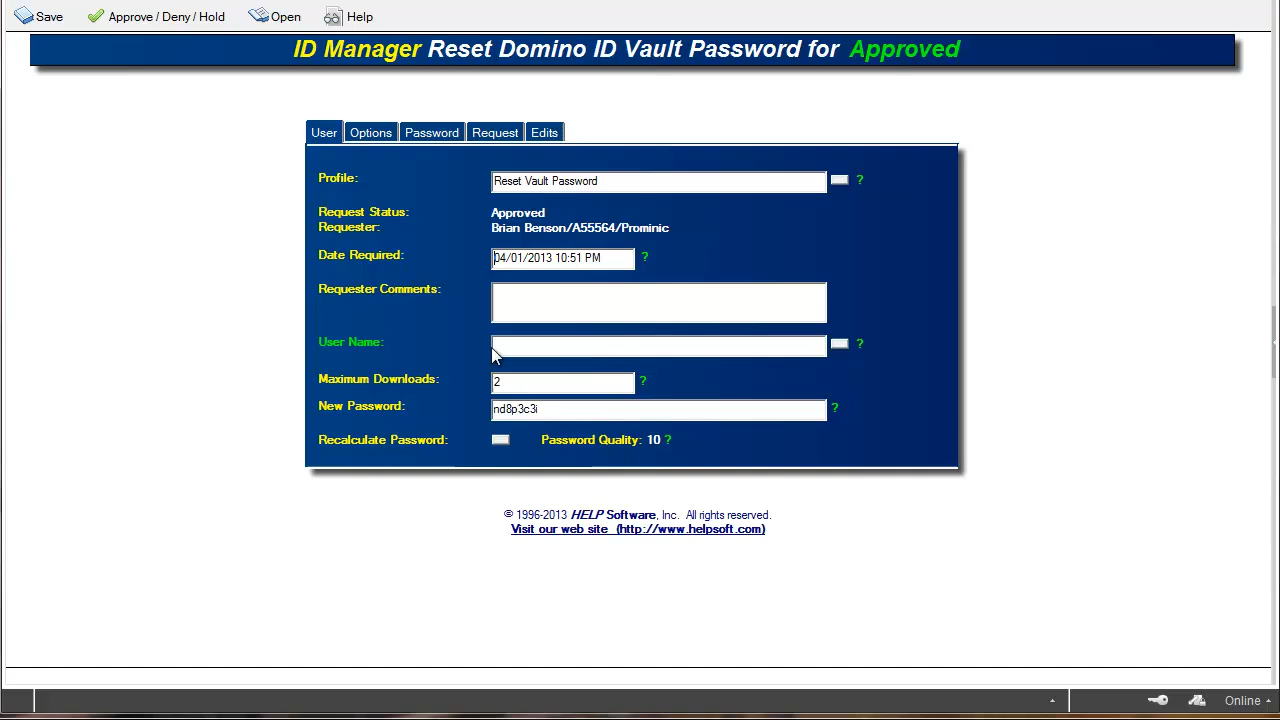 Save Approve / Deny / Hold Open Help
ID Manager Reset Domino ID Vault Password for Approved
User Options Password Request Edits
Profile: Reset Vault Password ?
Request Status: Approved
Requester: Brian Benson/A55564/Prominic
Date Required: 04/01/2013 10:51 PM ?
Requester Comments:
User Name: ?
Maximum Downloads: 2 ?
New Password: nd8p3c3i ?
Recalculate Password: Password Quality: 10 ?
© 1996-2013 HELP Software, Inc. All rights reserved.
Visit our web site (http://www.helpsoft.com)
Online